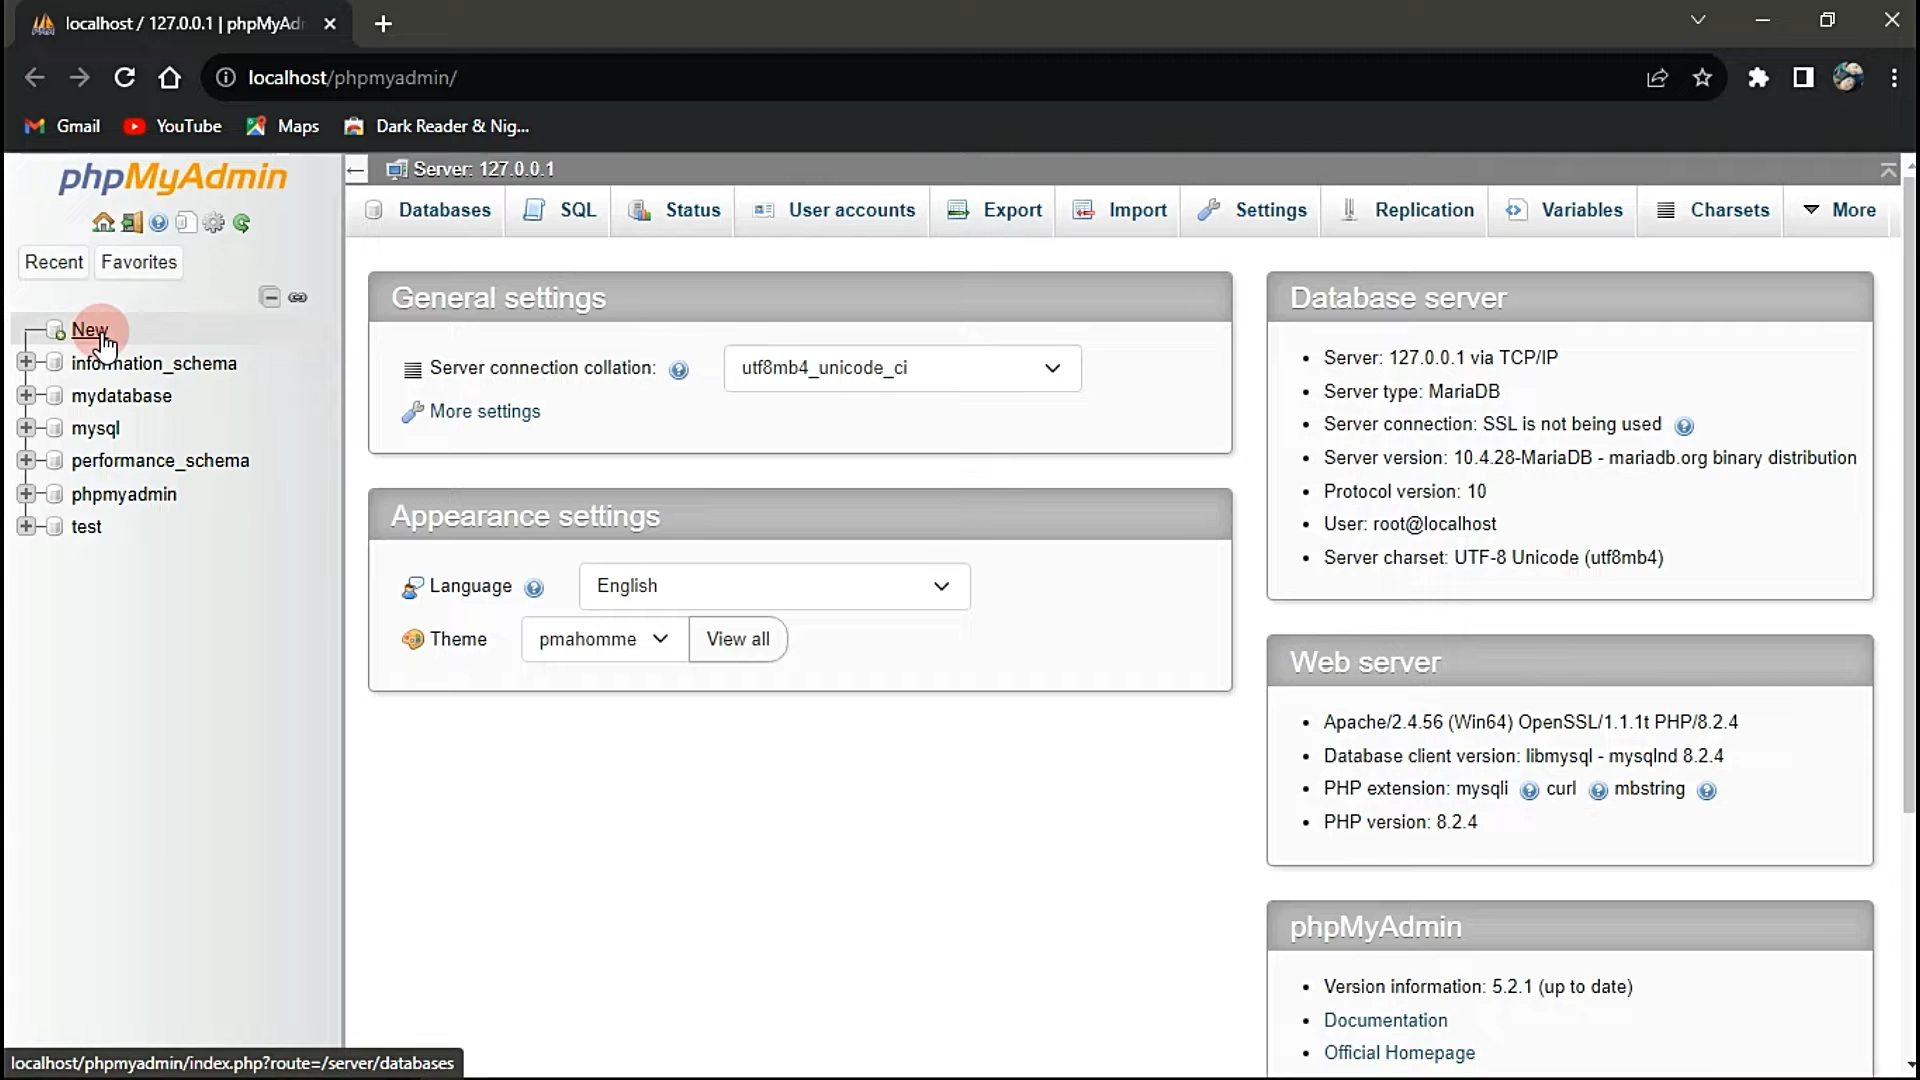 localhost / 127.0.0.1 | phpMyAd
localhost/phpmyadmin/
Gmail YouTube Maps Dark Reader & Nig...
phpMyAdmin
Recent Favorites
New
information_schema
mydatabase
mysql
performance_schema
phpmyadmin
test
Server: 127.0.0.1
Databases SQL Status User accounts Export Import Settings Replication Variables Charsets More
General settings
Server connection collation: utf8mb4_unicode_ci
More settings
Appearance settings
Language English
Theme pmahomme View all
Database server
• Server: 127.0.0.1 via TCP/IP
• Server type: MariaDB
• Server connection: SSL is not being used
• Server version: 10.4.28-MariaDB - mariadb.org binary distribution
• Protocol version: 10
• User: root@localhost
• Server charset: UTF-8 Unicode (utf8mb4)
Web server
• Apache/2.4.56 (Win64) OpenSSL/1.1.1t PHP/8.2.4
• Database client version: libmysql - mysqlnd 8.2.4
• PHP extension: mysqli curl mbstring
• PHP version: 8.2.4
phpMyAdmin
• Version information: 5.2.1 (up to date)
• Documentation
• Official Homepage
localhost/phpmyadmin/index.php?route=/server/databases